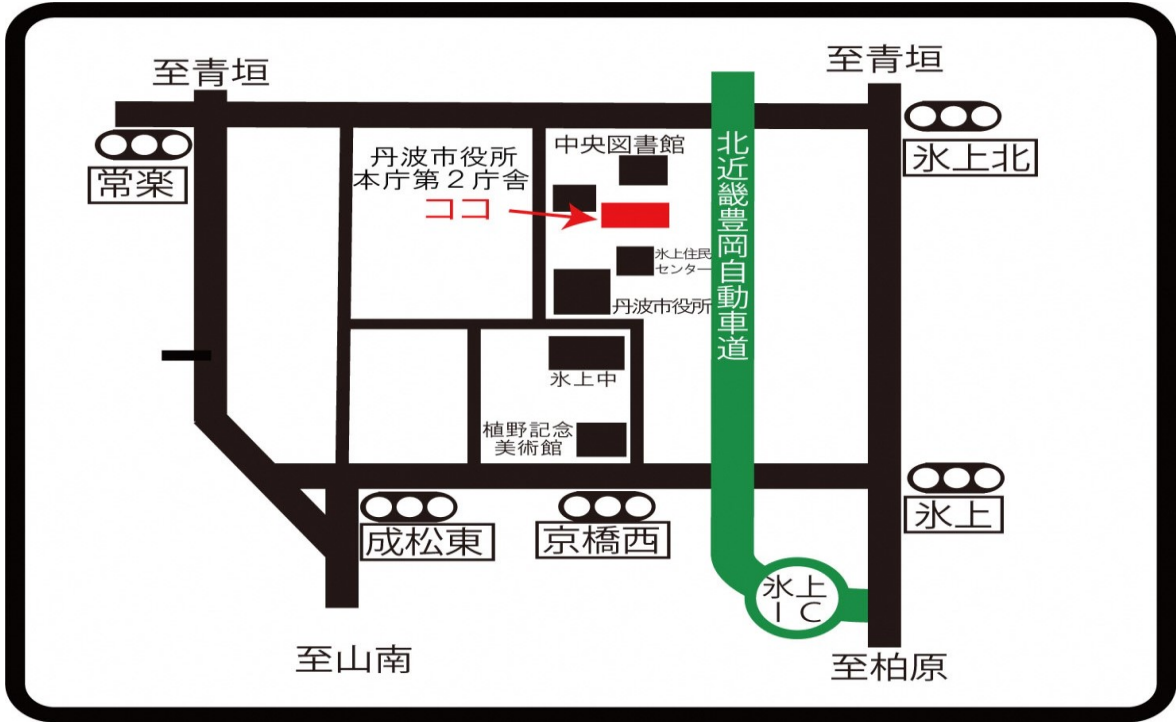 至青垣
至青垣
常楽
氷上北
中央図書館
丹波市役所
本庁第2庁舎
ココ
北近畿豊岡自動車道
氷上住民
センター
丹波市役所
氷上中
植野記念
美術館
成松東
京橋西
氷上
氷上
IC
至山南
至柏原